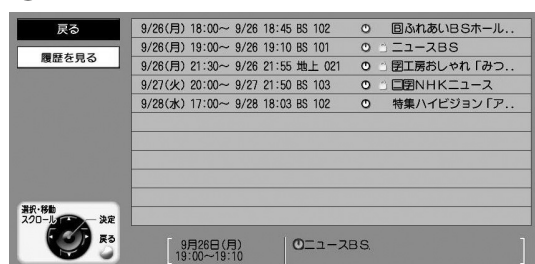 戻る
履歴を見る
9/26(月) 18:00～ 9/26 18:45 BS 102 回ふれあいBSホール..
9/26(月) 19:00～ 9/26 19:10 BS 101 ニュースBS
9/26(月) 21:30～ 9/26 21:55 地上 021 工房おしゃれ「みつ..
9/27(火) 20:00～ 9/27 21:50 BS 103 NHKニュース
9/28(水) 17:00～ 9/28 18:03 BS 102 特集ハイビジョン「ア..
選択・移動
スクロール
決定
戻る
9月26日(月)
19:00～19:10
ニュースBS.